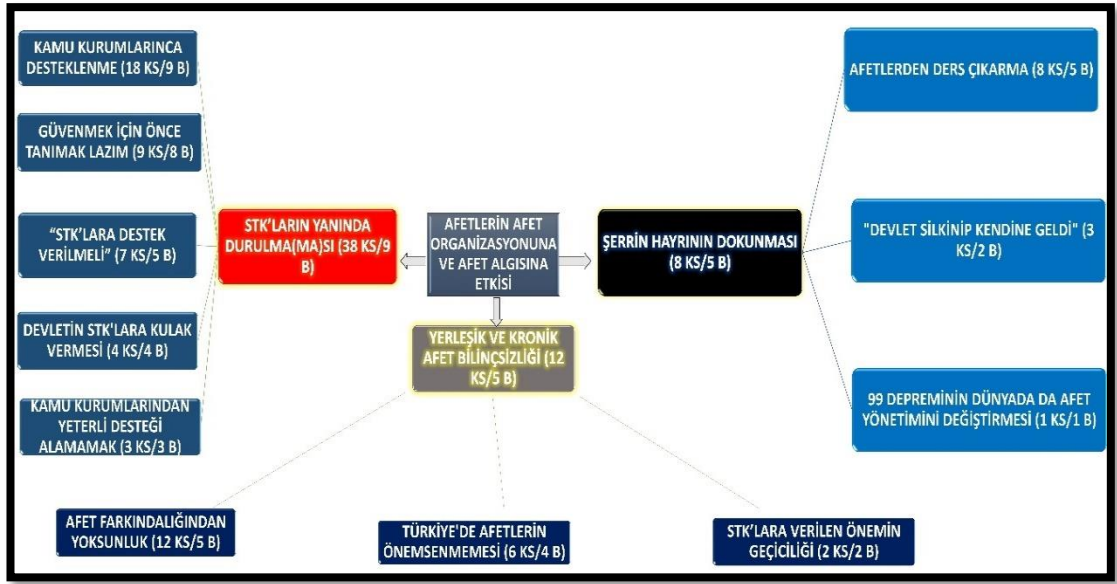 KAMU KURUMLARINCA
DESTEKLENME (18 KS/9 B)
GÜVENMEK İÇİN ÖNCE
TANIMAK LAZIM (9 KS/8 B)
“STK’LARA DESTEK
VERİLMELİ” (7 KS/5 B)
DEVLETİN STK'LARA KULAK
VERMESİ (4 KS/4 B)
KAMU KURUMLARINDAN
YETERLİ DESTEĞİ
ALAMAMAK (3 KS/3 B)
STK’LARIN YANINDA
DURULMA(MA)SI (38 KS/9
B)
AFETLERİN AFET
ORGANİZASYONUNA
VE AFET ALGISINA
ETKİSİ
ŞERRİN HAYRININ DOKUNMASI
(8 KS/5 B)
AFETLERDEN DERS ÇIKARMA (8 KS/5 B)
"DEVLET SİLKİNİP KENDİNE GELDİ" (3
KS/2 B)
99 DEPREMİNİN DÜNYADA DA AFET
YÖNETİMİNİ DEĞİŞTİRMESİ (1 KS/1 B)
YERLEŞİK VE KRONİK
AFET BİLİNÇSİZLİĞİ (12
KS/5 B)
AFET FARKINDALIĞINDAN
YOKSUNLUK (12 KS/5 B)
TÜRKİYE'DE AFETLERİN
ÖNEMSENMEMESİ (6 KS/4 B)
STK’LARA VERİLEN ÖNEMİN
GEÇİCİLİĞİ (2 KS/2 B)